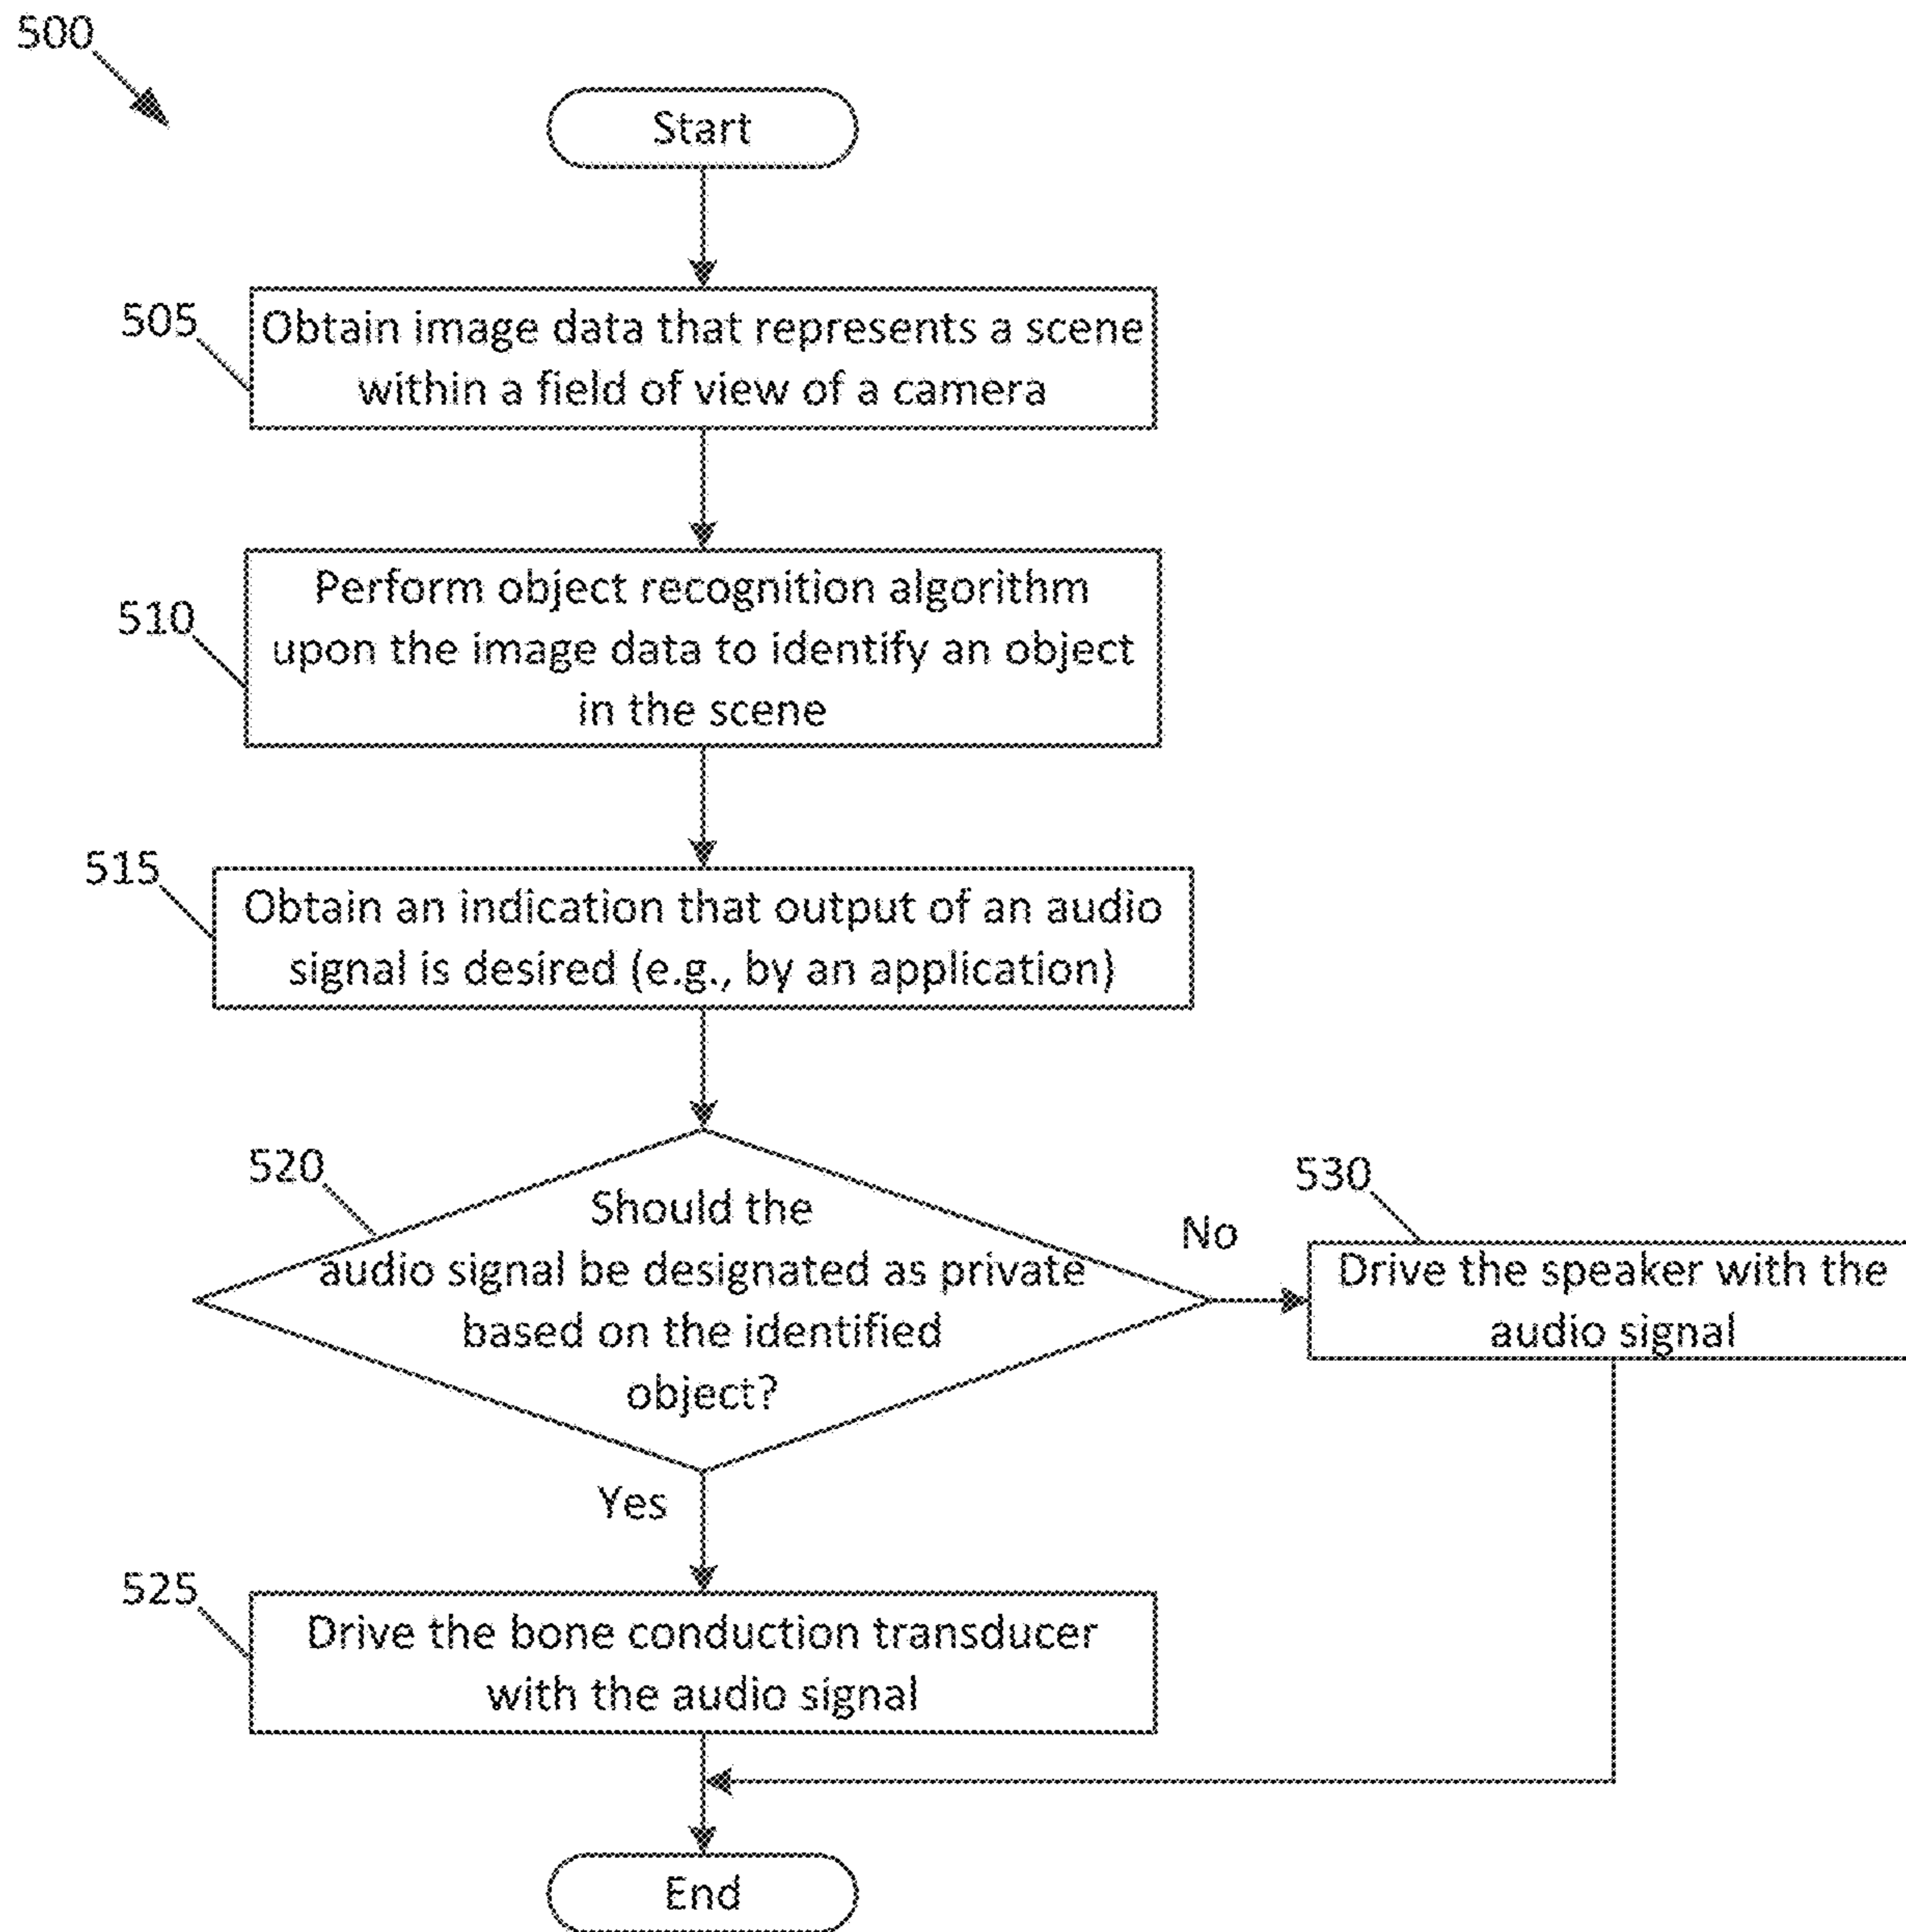 500
Start
505
Obtain image data that represents a scene
within a field of view of a camera
510
Perform object recognition algorithm
upon the image data to identify an object
in the scene
515
Obtain an indication that output of an audio
signal is desired (e.g., by an application)
520
Should the
audio signal be designated as private
based on the identified
object?
No
530
Drive the speaker with the
audio signal
Yes
525
Drive the bone conduction transducer
with the audio signal
End